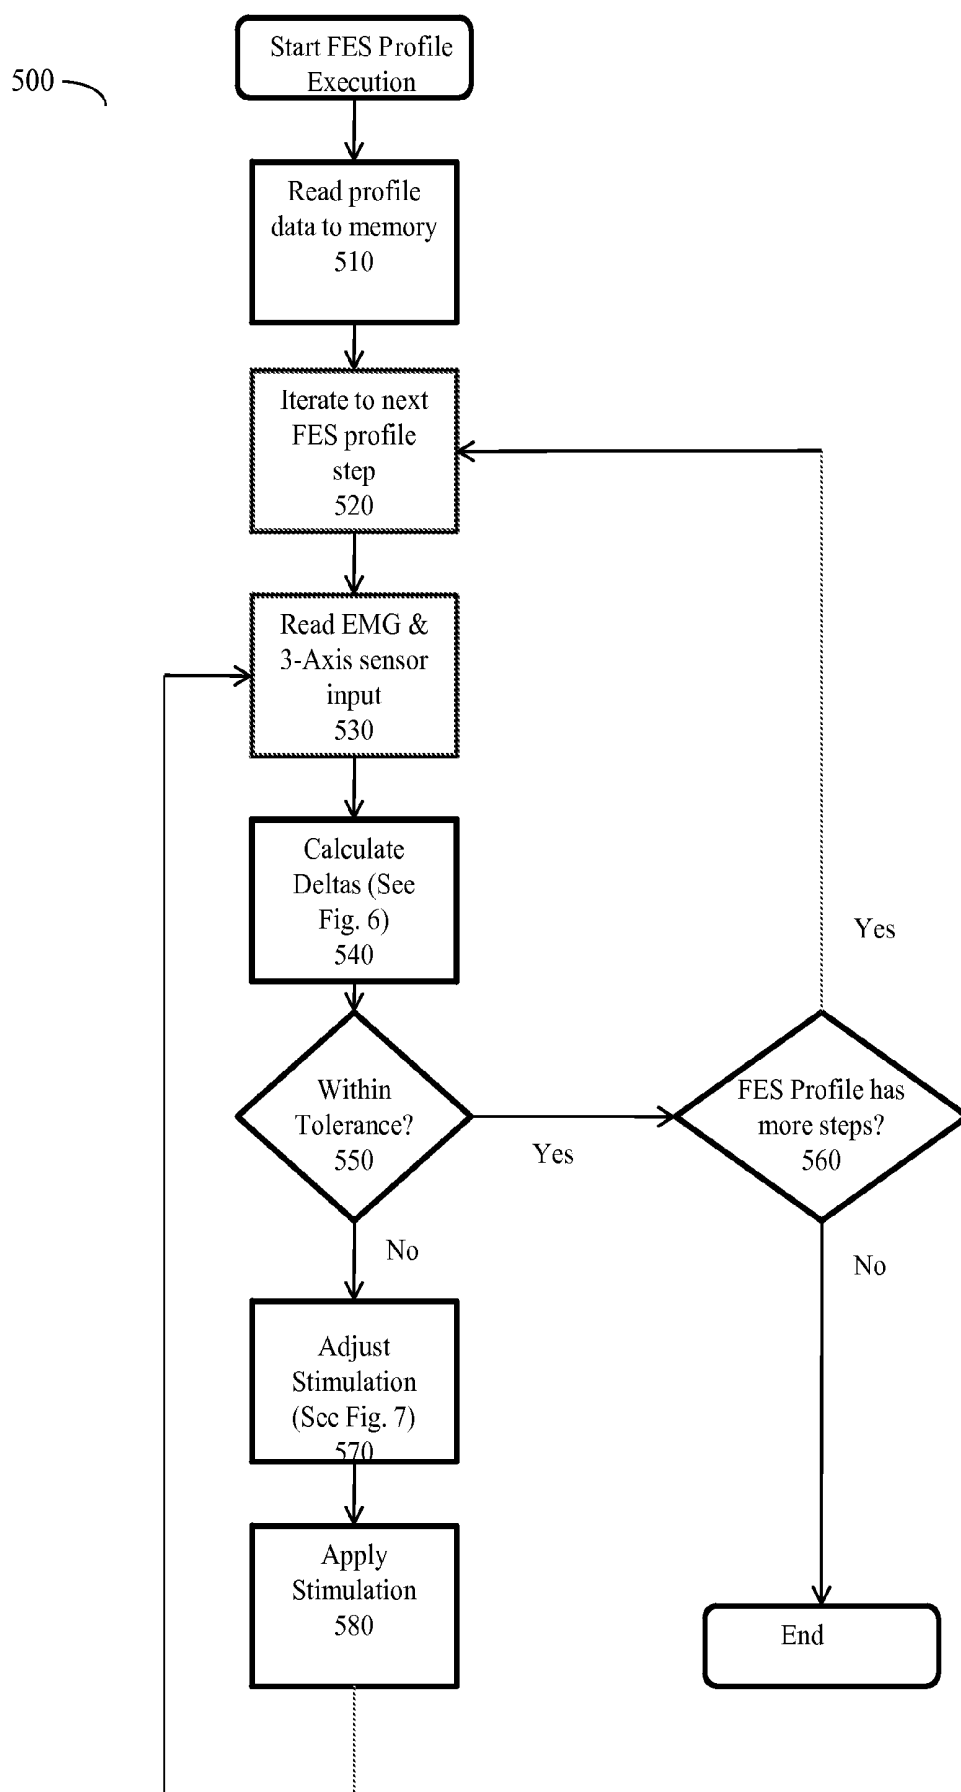 Start FES Profile
Execution
500
Read profile
data to memory
510
Iterate to next
FES profile
step
520
Read EMG &
3-Axis sensor
input
530
Calculate
Deltas (See
Fig. 6)
540
Yes
Within
Tolerance?
550
Yes
FES Profile has
more steps?
560
No
No
Adjust
Stimulation
(See Fig. 7)
570
Apply
Stimulation
580
End